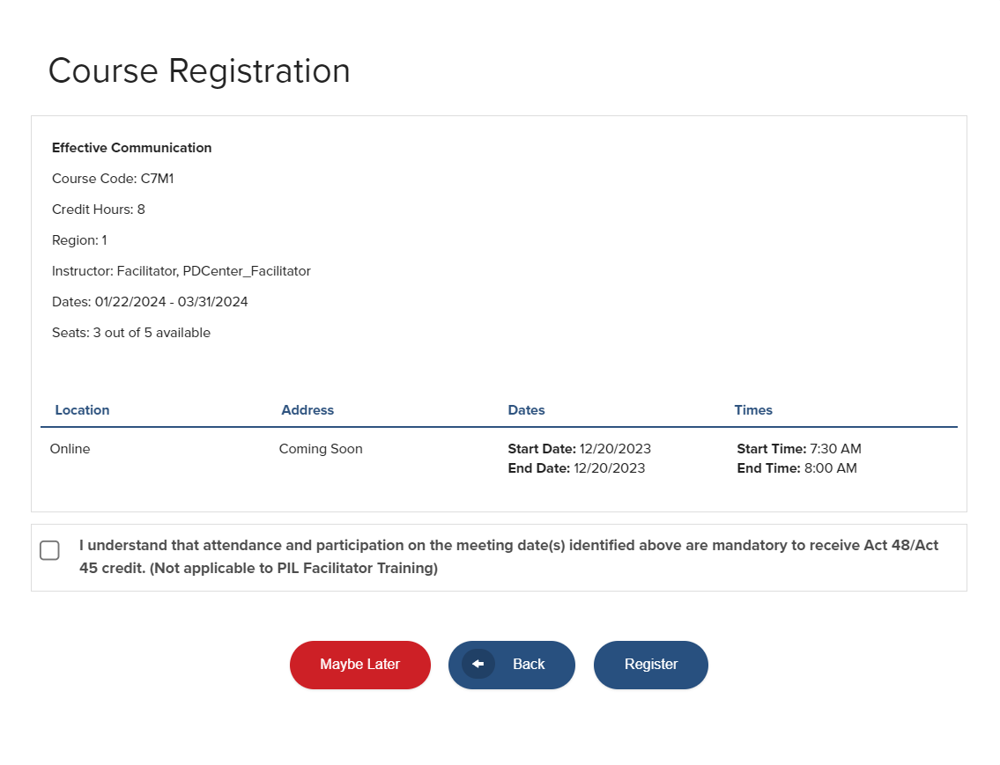 Course Registration
Effective Communication
Course Code: C7M1
Credit Hours: 8
Region: 1
Instructor: Facilitator, PDCenter_Facilitator
Dates: 01/22/2024 - 03/31/2024
Seats: 3 out of 5 available
Location Address Dates Times
Online Coming Soon Start Date: 12/20/2023 Start Time: 7:30 AM
End Date: 12/20/2023 End Time: 8:00 AM
I understand that attendance and participation on the meeting date(s) identified above are mandatory to receive Act 48/Act
45 credit. (Not applicable to PIL Facilitator Training)
Maybe Later Back Register